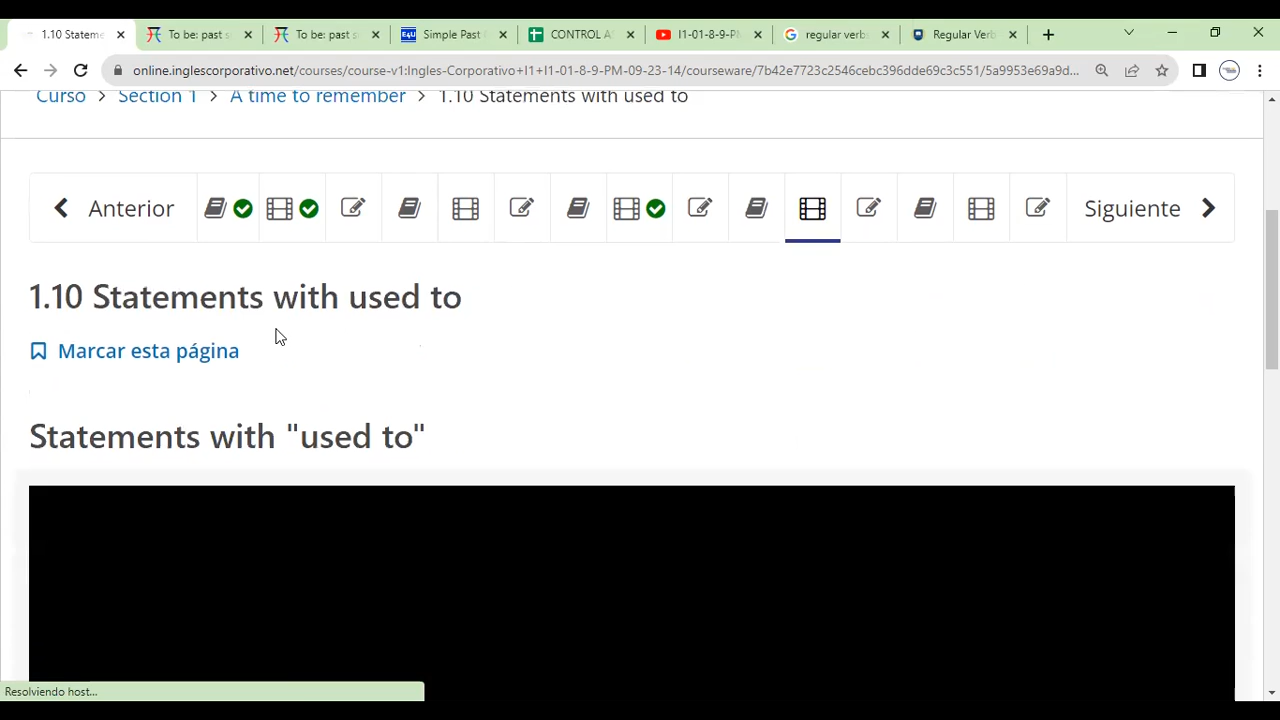 1.10 Stateme
To be: past s
To be: past s
Simple Past
CONTROL A
I1-01-8-9-P
regular verb
Regular Verb
online.inglescorporativo.net/courses/course-v1:Ingles-Corporativo+I1+I1-01-8-9-PM-09-23-14/courseware/7b42e7723c2546cebc396dde69c3c551/5a9953e69a9d...
Curso > Section 1 > A time to remember > 1.10 Statements with used to
Anterior
Siguiente
1.10 Statements with used to
Marcar esta página
Statements with "used to"
Resolviendo host...